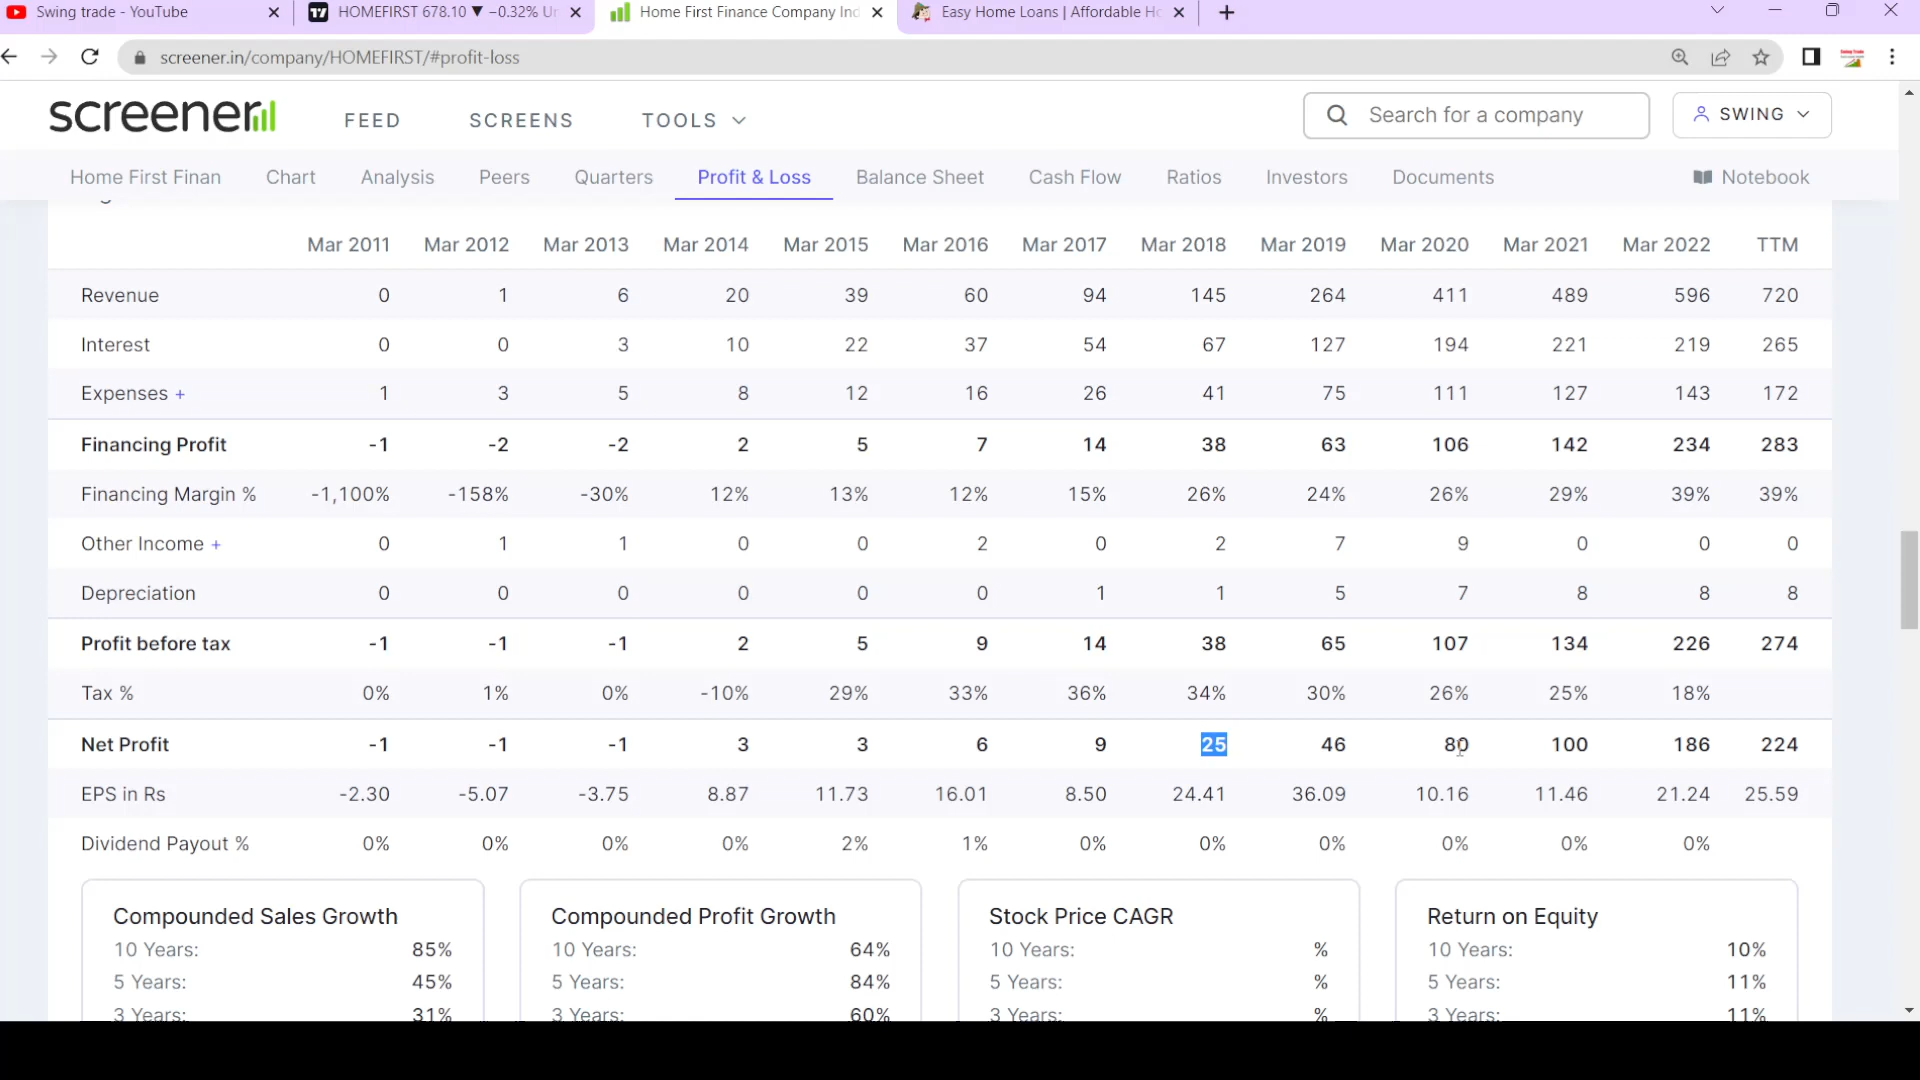 Swing trade - YouTube
HOMEFIRST 678.10 ▼ −0.32% Ur
Home First Finance Company Ind
Easy Home Loans | Affordable Ho
screener.in/company/HOMEFIRST/#profit-loss
screener
FEED SCREENS TOOLS
Search for a company
SWING
Home First Finan Chart Analysis Peers Quarters Profit & Loss Balance Sheet Cash Flow Ratios Investors Documents Notebook
Mar 2011 Mar 2012 Mar 2013 Mar 2014 Mar 2015 Mar 2016 Mar 2017 Mar 2018 Mar 2019 Mar 2020 Mar 2021 Mar 2022 TTM
Revenue 0 1 6 20 39 60 94 145 264 411 489 596 720
Interest 0 0 3 10 22 37 54 67 127 194 221 219 265
Expenses + 1 3 5 8 12 16 26 41 75 111 127 143 172
Financing Profit -1 -2 -2 2 5 7 14 38 63 106 142 234 283
Financing Margin % -1,100% -158% -30% 12% 13% 12% 15% 26% 24% 26% 29% 39% 39%
Other Income + 0 1 1 0 0 2 0 2 7 9 0 0 0
Depreciation 0 0 0 0 0 0 1 1 5 7 8 8 8
Profit before tax -1 -1 -1 2 5 9 14 38 65 107 134 226 274
Tax % 0% 1% 0% -10% 29% 33% 36% 34% 30% 26% 25% 18%
Net Profit -1 -1 -1 3 3 6 9 25 46 80 100 186 224
EPS in Rs -2.30 -5.07 -3.75 8.87 11.73 16.01 8.50 24.41 36.09 10.16 11.46 21.24 25.59
Dividend Payout % 0% 0% 0% 0% 2% 1% 0% 0% 0% 0% 0% 0%
Compounded Sales Growth
10 Years: 85%
5 Years: 45%
3 Years: 31%
Compounded Profit Growth
10 Years: 64%
5 Years: 84%
3 Years: 60%
Stock Price CAGR
10 Years: %
5 Years: %
3 Years: %
Return on Equity
10 Years: 10%
5 Years: 11%
3 Years: 11%